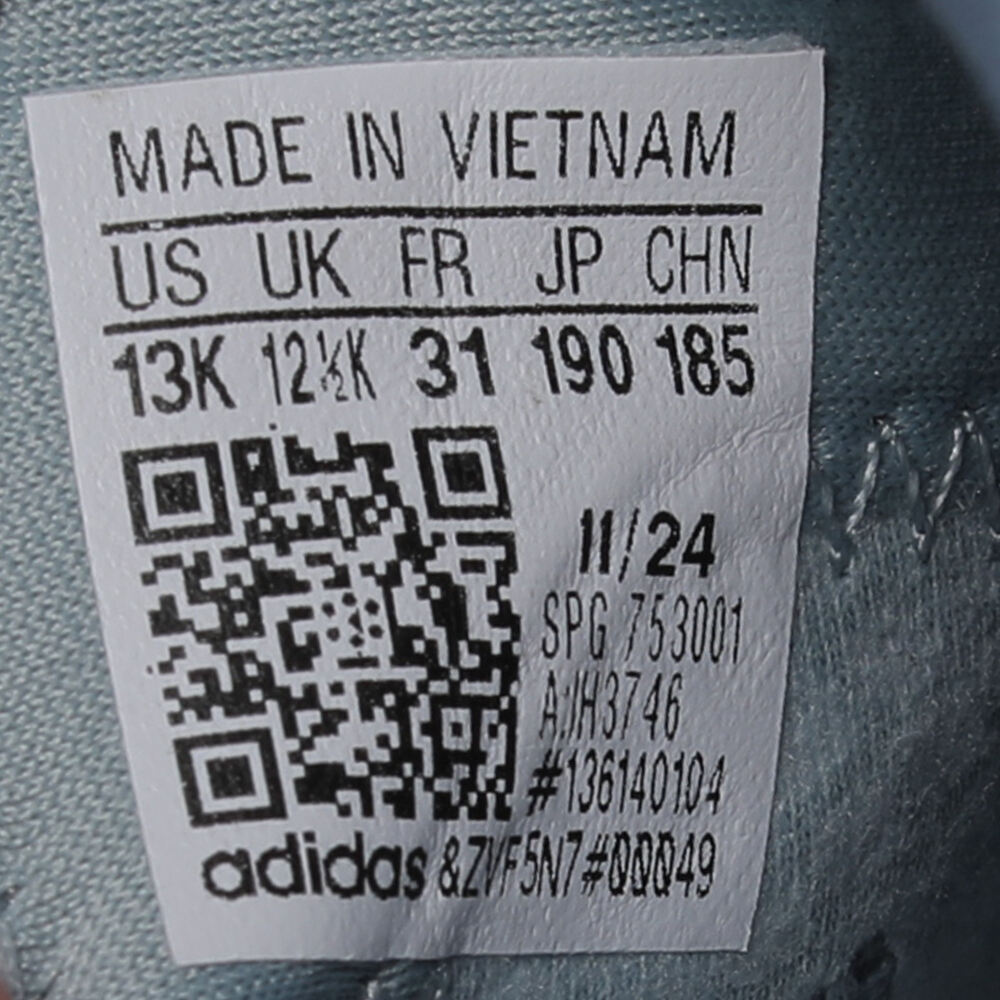 MADE IN VIETNAM
US UK FR JP CHN
13K 12½K 31 190 185
11/24
SPG 753001
A:IH3746
#136140104
adidas &ZVF5N7#00049